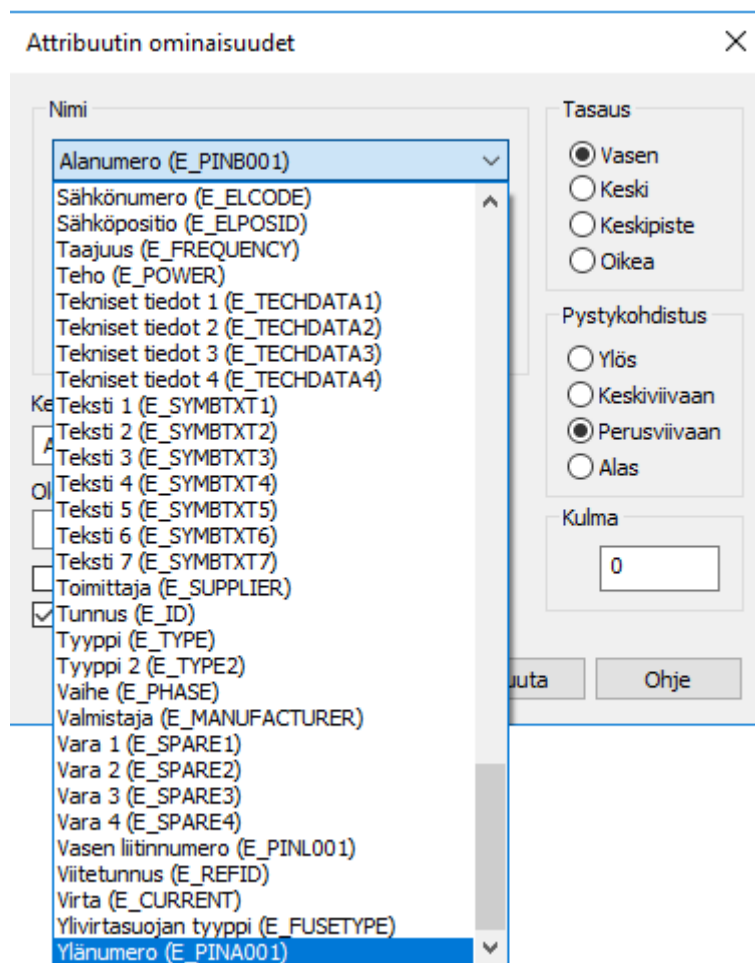 Attribuutin ominaisuudet
Nimi
Alanumero (E_PINB001)
Sähkönumero (E_ELCODE)
Sähköpositio (E_ELPOSID)
Taajuus (E_FREQUENCY)
Teho (E_POWER)
Tekniset tiedot 1 (E_TECHDATA1)
Tekniset tiedot 2 (E_TECHDATA2)
Tekniset tiedot 3 (E_TECHDATA3)
Tekniset tiedot 4 (E_TECHDATA4)
Teksti 1 (E_SYMBTXT1)
Teksti 2 (E_SYMBTXT2)
Teksti 3 (E_SYMBTXT3)
Teksti 4 (E_SYMBTXT4)
Teksti 5 (E_SYMBTXT5)
Teksti 6 (E_SYMBTXT6)
Teksti 7 (E_SYMBTXT7)
Toimittaja (E_SUPPLIER)
Tunnus (E_ID)
Tyyppi (E_TYPE)
Tyyppi 2 (E_TYPE2)
Vaihe (E_PHASE)
Valmistaja (E_MANUFACTURER)
Vara 1 (E_SPARE1)
Vara 2 (E_SPARE2)
Vara 3 (E_SPARE3)
Vara 4 (E_SPARE4)
Vasen liitinnumero (E_PINL001)
Viitetunnus (E_REFID)
Virta (E_CURRENT)
Ylivirtasuojan tyyppi (E_FUSETYPE)
Ylänumero (E_PINA001)
Ke
Ol
Tasaus
Vasen
Keski
Keskipiste
Oikea
Pystykohdistus
Ylös
Keskiviivaan
Perusviivaan
Alas
Kulma
0
uuta
Ohje